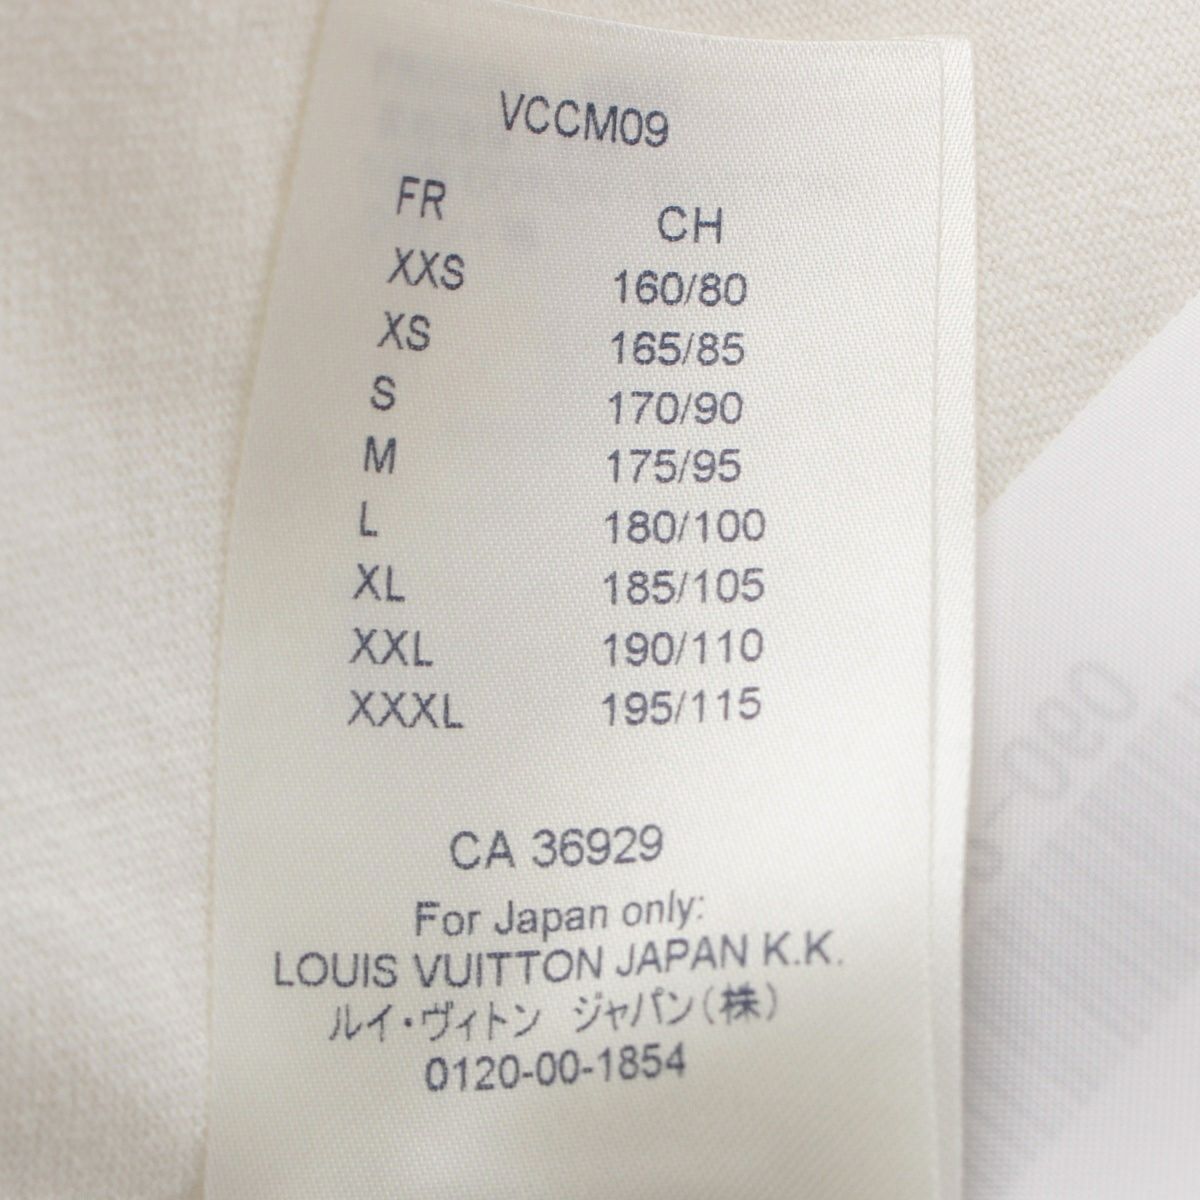 VCCM09
FR CH
XXS 160/80
XS 165/85
S 170/90
M 175/95
L 180/100
XL 185/105
XXL 190/110
XXXL 195/115
CA 36929
For Japan only:
LOUIS VUITTON JAPAN K.K.
ルイ・ヴィトン ジャパン(株)
0120-00-1854